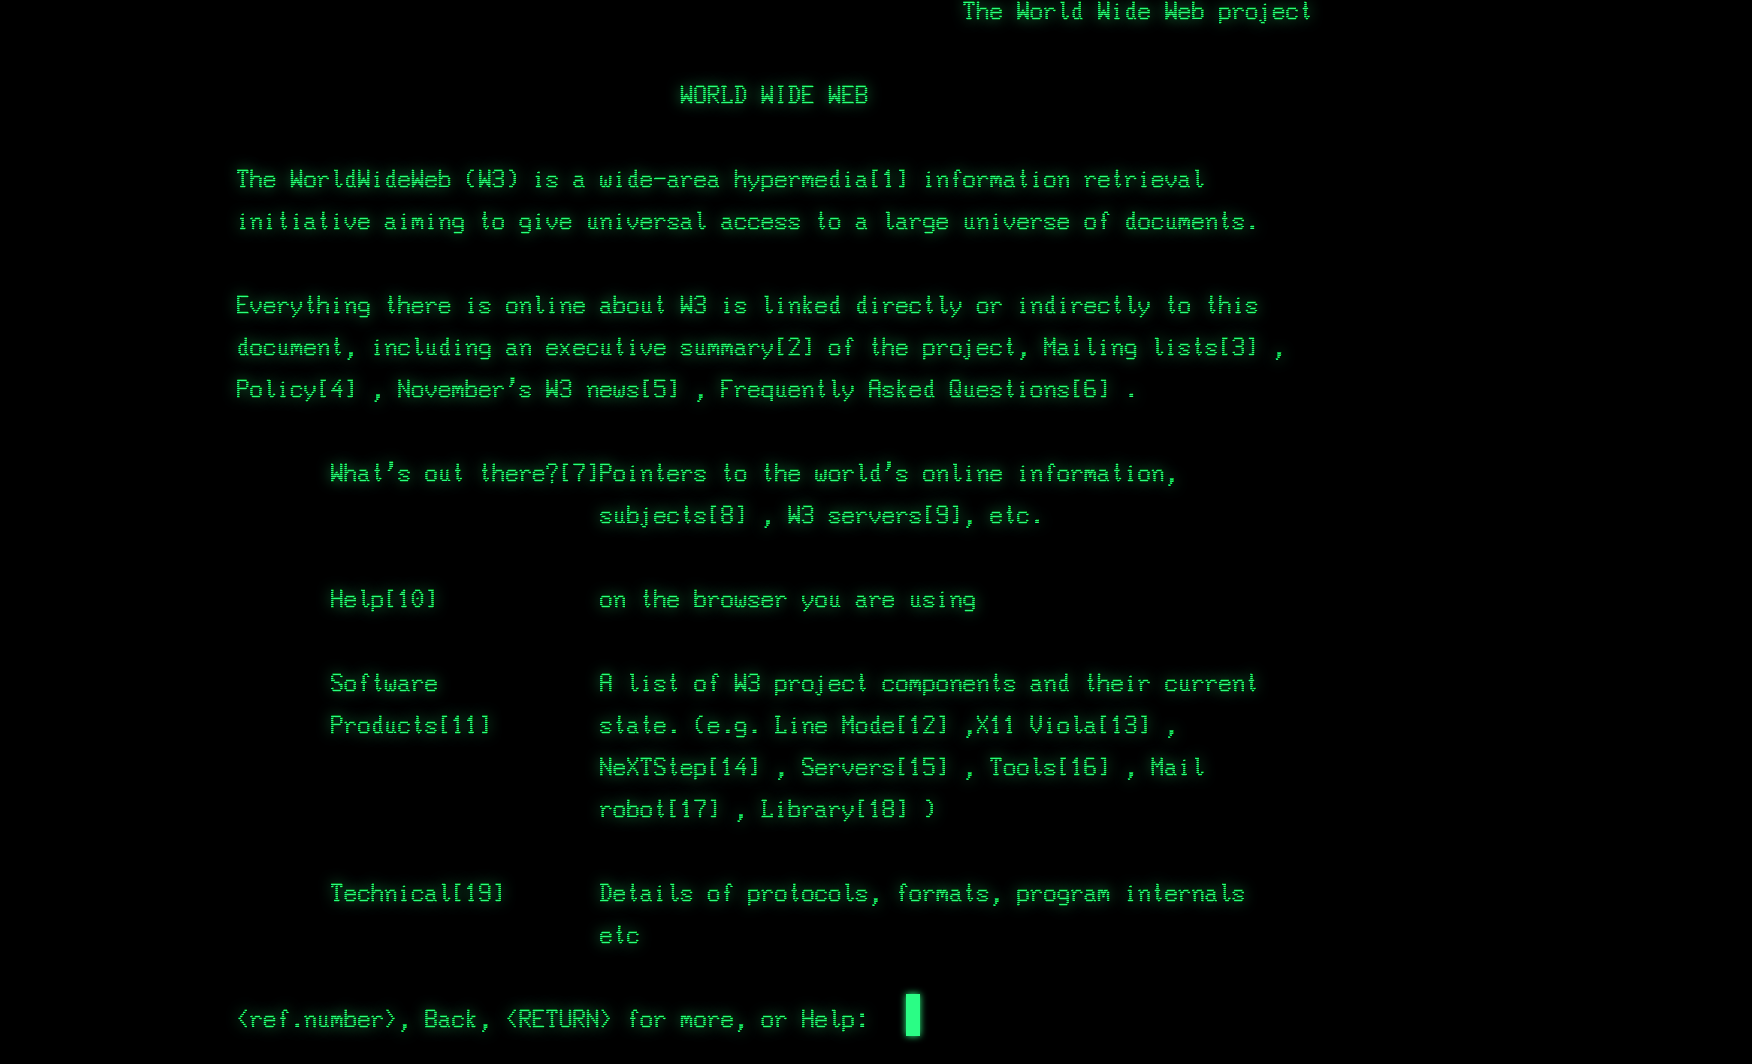 The World Wide Web project
WORLD WIDE WEB
The WorldWideWeb (W3) is a wide-area hypermedia[1] information retrieval
initiative aiming to give universal access to a large universe of documents.
Everything there is online about W3 is linked directly or indirectly to this
document, including an executive summary[2] of the project, Mailing lists[3] ,
Policy[4] , November's W3 news[5] , Frequently Asked Questions[6] .
What's out there?[7]Pointers to the world's online information,
subjects[8] , W3 servers[9], etc.
Help[10] on the browser you are using
Software A list of W3 project components and their current
Products[11] state. (e.g. Line Mode[12] ,X11 Viola[13] ,
NeXTStep[14] , Servers[15] , Tools[16] , Mail
robot[17] , Library[18] )
Technical[19] Details of protocols, formats, program internals
etc
<ref.number>, Back, <RETURN> for more, or Help: